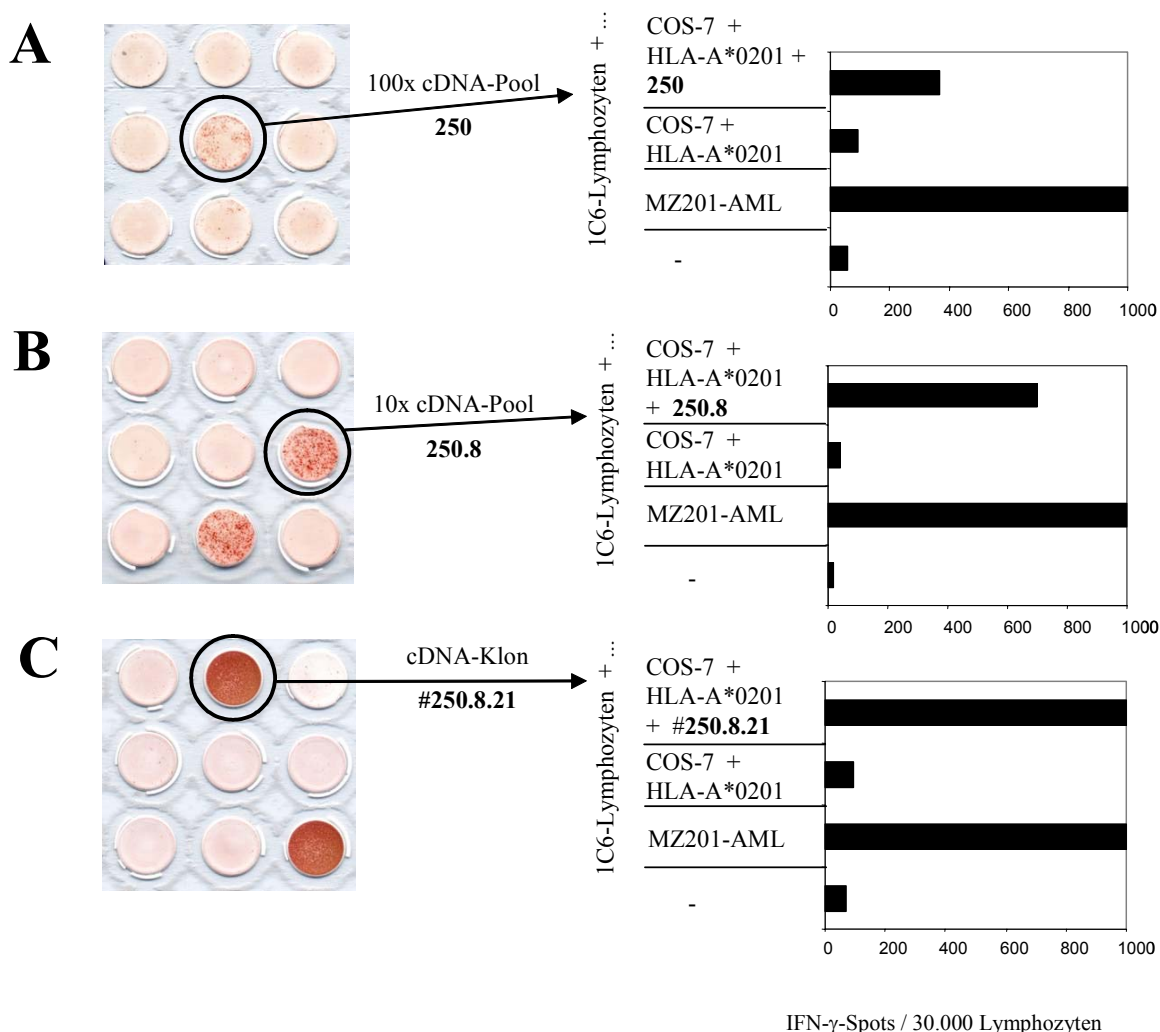 A
100x cDNA-Pool
250
1C6-Lymphozyten + ...
COS-7 +
HLA-A*0201 +
250
COS-7 +
HLA-A*0201
MZ201-AML
-
0 200 400 600 800 1000
B
10x cDNA-Pool
250.8
1C6-Lymphozyten + ...
COS-7 +
HLA-A*0201
+ 250.8
COS-7 +
HLA-A*0201
MZ201-AML
-
0 200 400 600 800 1000
C
cDNA-Klon
#250.8.21
1C6-Lymphozyten + ...
COS-7 +
HLA-A*0201
+ #250.8.21
COS-7 +
HLA-A*0201
MZ201-AML
-
0 200 400 600 800 1000
IFN-γ-Spots / 30.000 Lymphozyten